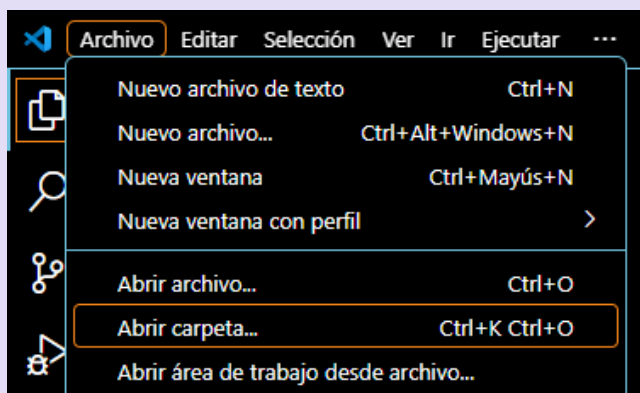 Archivo Editar Selección Ver Ir Ejecutar ...
Nuevo archivo de texto Ctrl+N
Nuevo archivo... Ctrl+Alt+Windows+N
Nueva ventana Ctrl+Mayús+N
Nueva ventana con perfil
Abrir archivo... Ctrl+O
Abrir carpeta... Ctrl+K Ctrl+O
Abrir área de trabajo desde archivo...